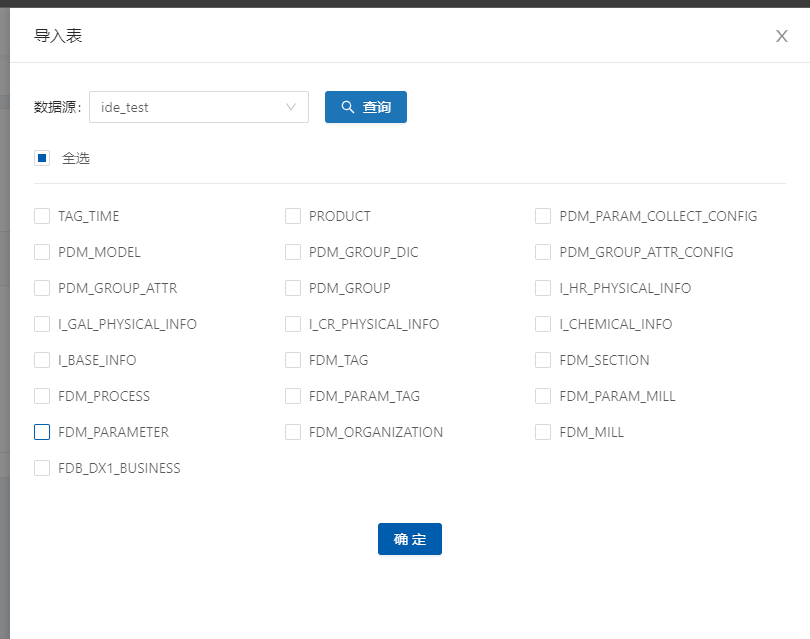 导入表
数据源: ide_test 查询
全选
TAG_TIME PRODUCT PDM_PARAM_COLLECT_CONFIG
PDM_MODEL PDM_GROUP_DIC PDM_GROUP_ATTR_CONFIG
PDM_GROUP_ATTR PDM_GROUP I_HR_PHYSICAL_INFO
I_GAL_PHYSICAL_INFO I_CR_PHYSICAL_INFO I_CHEMICAL_INFO
I_BASE_INFO FDM_TAG FDM_SECTION
FDM_PROCESS FDM_PARAM_TAG FDM_PARAM_MILL
FDM_PARAMETER FDM_ORGANIZATION FDM_MILL
FDB_DX1_BUSINESS
确 定